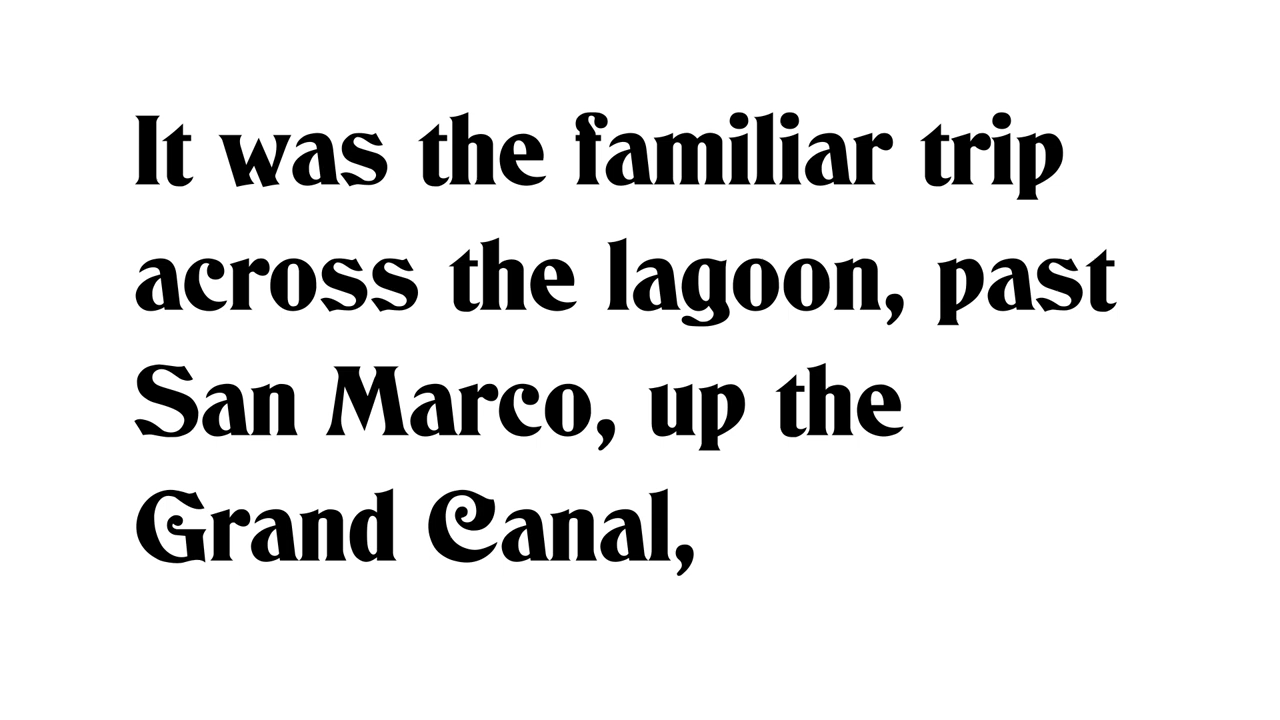 It was the familiar trip
across the lagoon, past
San Marco, up the
Grand Canal,